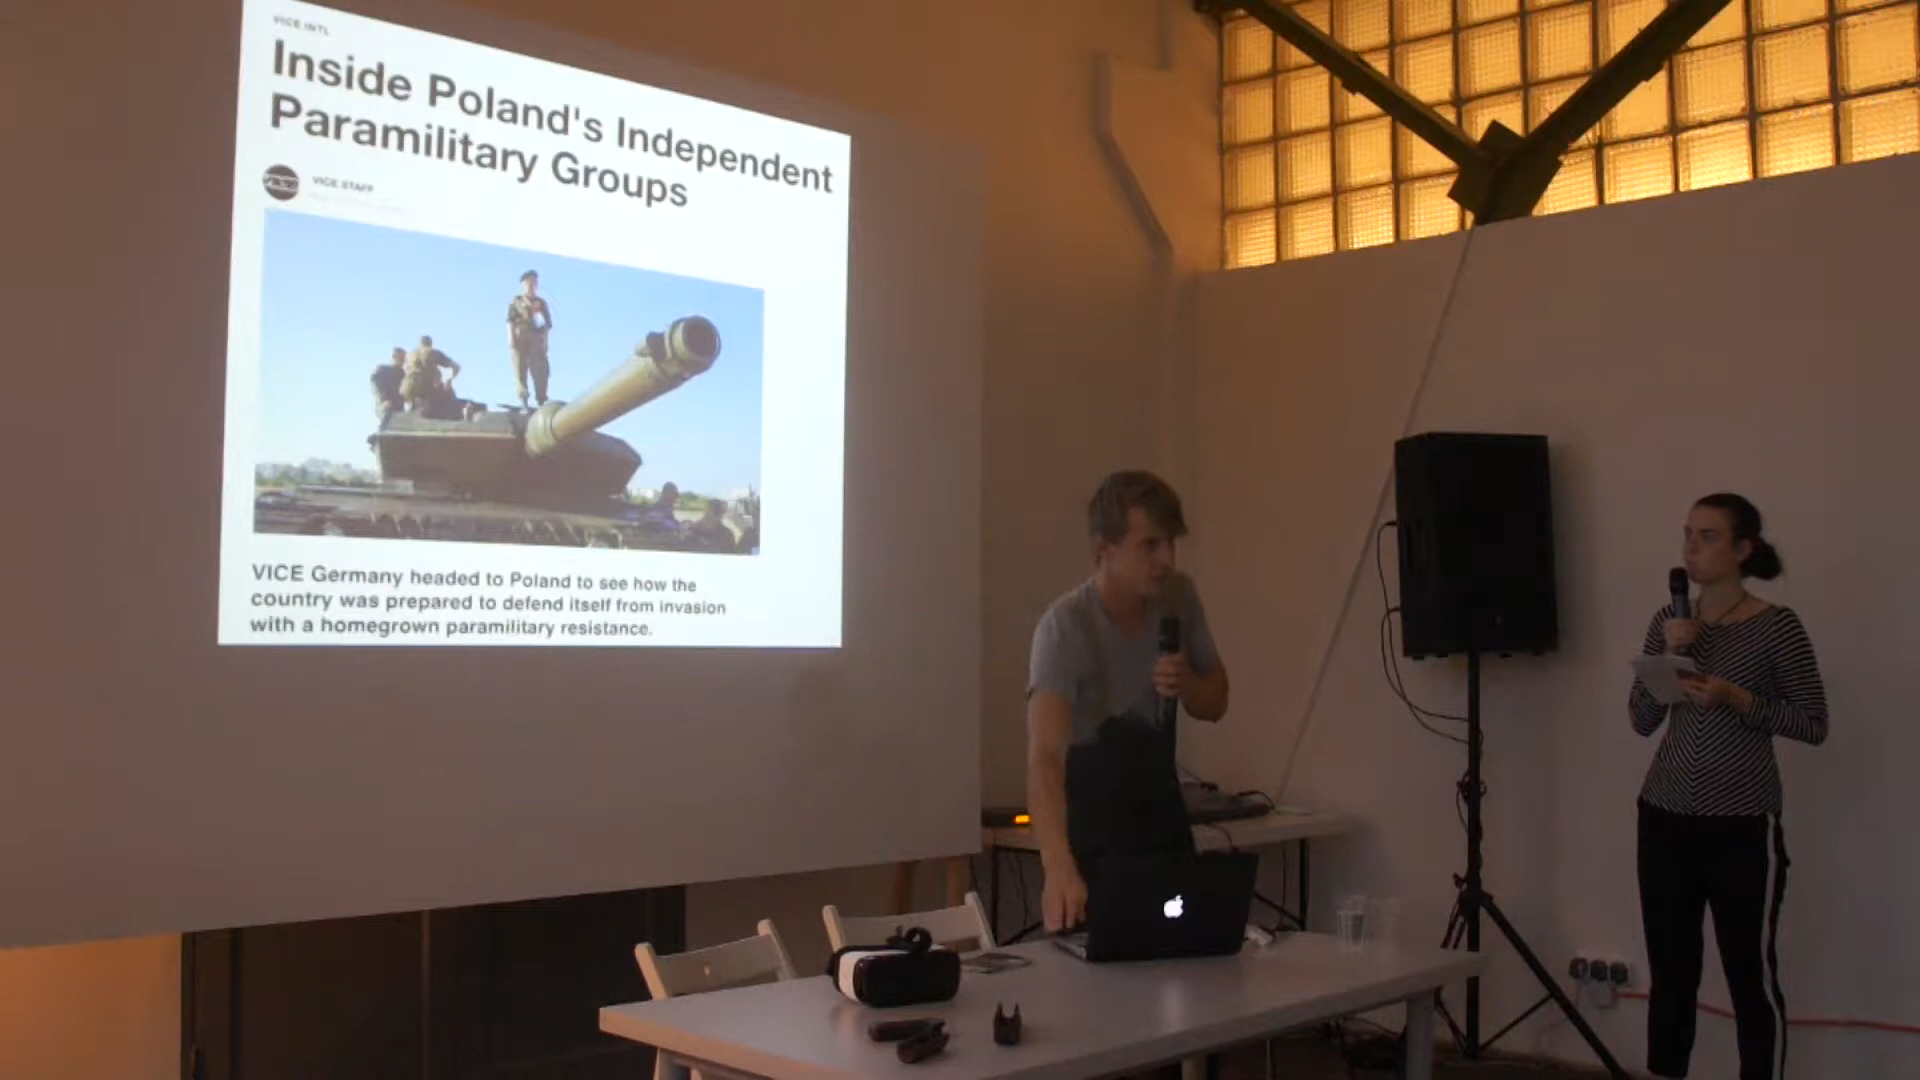 VICE INTL
Inside Poland's Independent
Paramilitary Groups
VICE STAFF
VICE Germany headed to Poland to see how the
country was prepared to defend itself from invasion
with a homegrown paramilitary resistance.